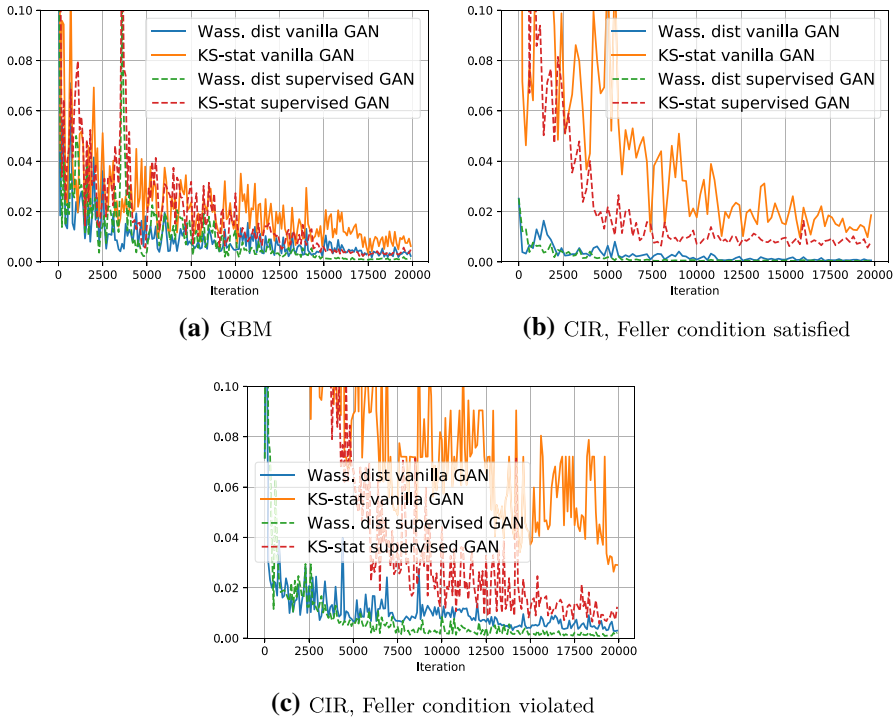 0.10
0.08
0.06
0.04
0.02
0.00
Wass. dist vanilla GAN
KS-stat vanilla GAN
Wass. dist supervised GAN
KS-stat supervised GAN
0 2500 5000 7500 10000 12500 15000 17500 20000
Iteration
(a) GBM
0.10
0.08
0.06
0.04
0.02
0.00
Wass. dist vanilla GAN
KS-stat vanilla GAN
Wass. dist supervised GAN
KS-stat supervised GAN
0 2500 5000 7500 10000 12500 15000 17500 20000
Iteration
(b) CIR, Feller condition satisfied
0.10
0.08
0.06
0.04
0.02
0.00
Wass. dist vanilla GAN
KS-stat vanilla GAN
Wass. dist supervised GAN
KS-stat supervised GAN
0 2500 5000 7500 10000 12500 15000 17500 20000
Iteration
(c) CIR, Feller condition violated